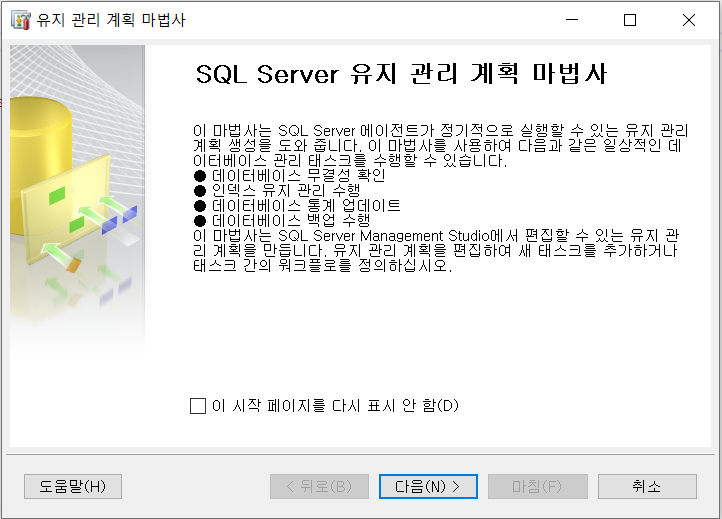 유지 관리 계획 마법사
SQL Server 유지 관리 계획 마법사
이 마법사는 SQL Server 에이전트가 정기적으로 실행할 수 있는 유지 관리
계획 생성을 도와 줍니다. 이 마법사를 사용하여 다음과 같은 일상적인 데
이터베이스 관리 태스크를 수행할 수 있습니다.
● 데이터베이스 무결성 확인
● 인덱스 유지 관리 수행
● 데이터베이스 통계 업데이트
● 데이터베이스 백업 수행
이 마법사는 SQL Server Management Studio에서 편집할 수 있는 유지 관
리 계획을 만듭니다. 유지 관리 계획을 편집하여 새 태스크를 추가하거나
태스크 간의 워크플로를 정의하십시오.
이 시작 페이지를 다시 표시 안 함(D)
도움말(H)
< 뒤로(B)
다음(N) >
마침(F)
취소